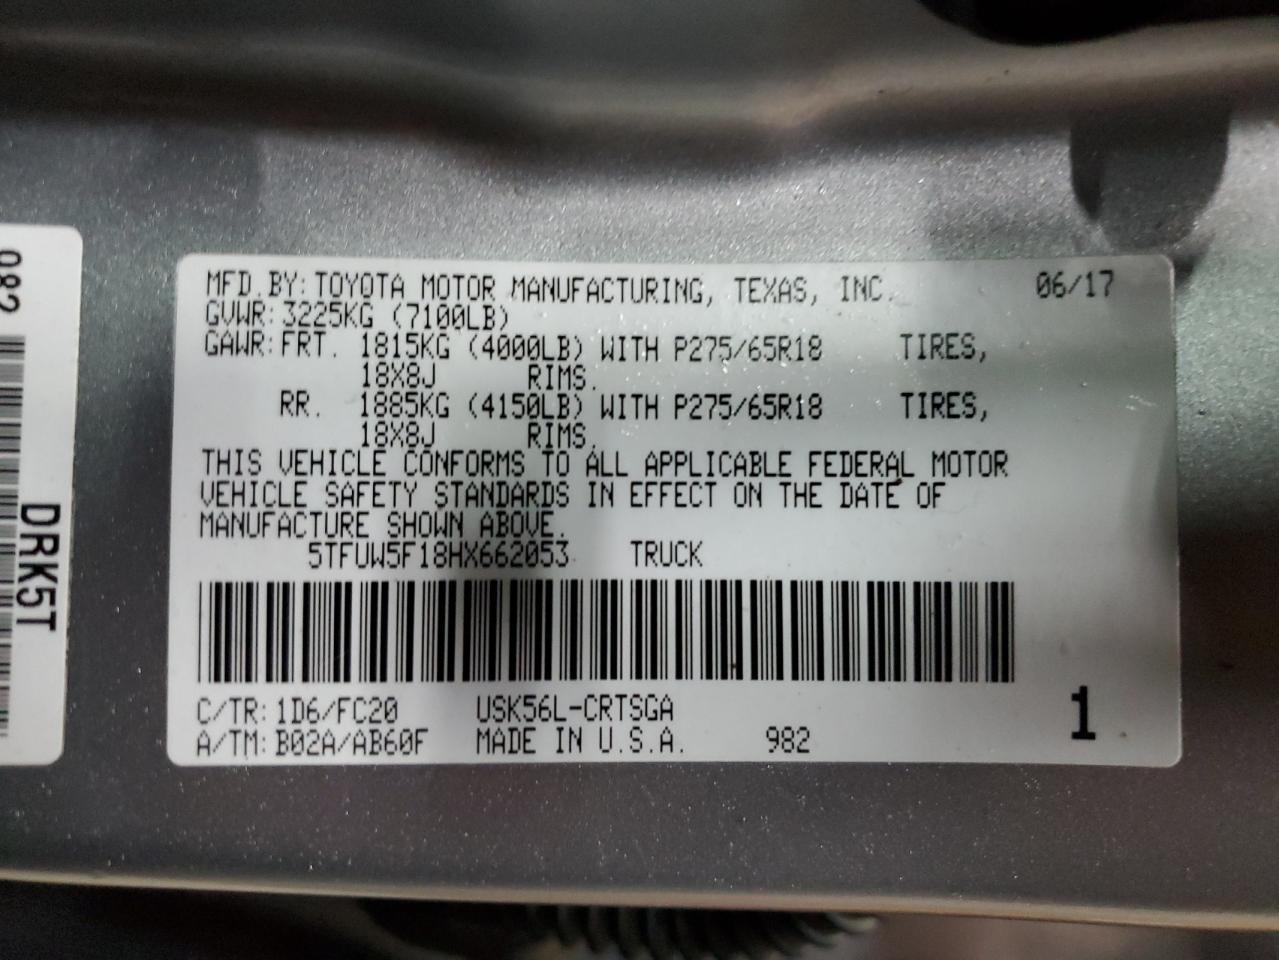 MFD. BY: TOYOTA MOTOR MANUFACTURING, TEXAS, INC. 06/17
GVWR: 3225KG (7100LB)
GAWR: FRT. 1815KG (4000LB) WITH P275/65R18 TIRES,
18X8J RIMS.
RR. 1885KG (4150LB) WITH P275/65R18 TIRES,
18X8J RIMS.
THIS VEHICLE CONFORMS TO ALL APPLICABLE FEDERAL MOTOR
VEHICLE SAFETY STANDARDS IN EFFECT ON THE DATE OF
MANUFACTURE SHOWN ABOVE.
5TFUW5F18HX662053 TRUCK
C/TR: 1D6/FC20 USK56L-CRTSGA
A/TM: B02A/AB60F MADE IN U.S.A. 982
1
982
DRK5T